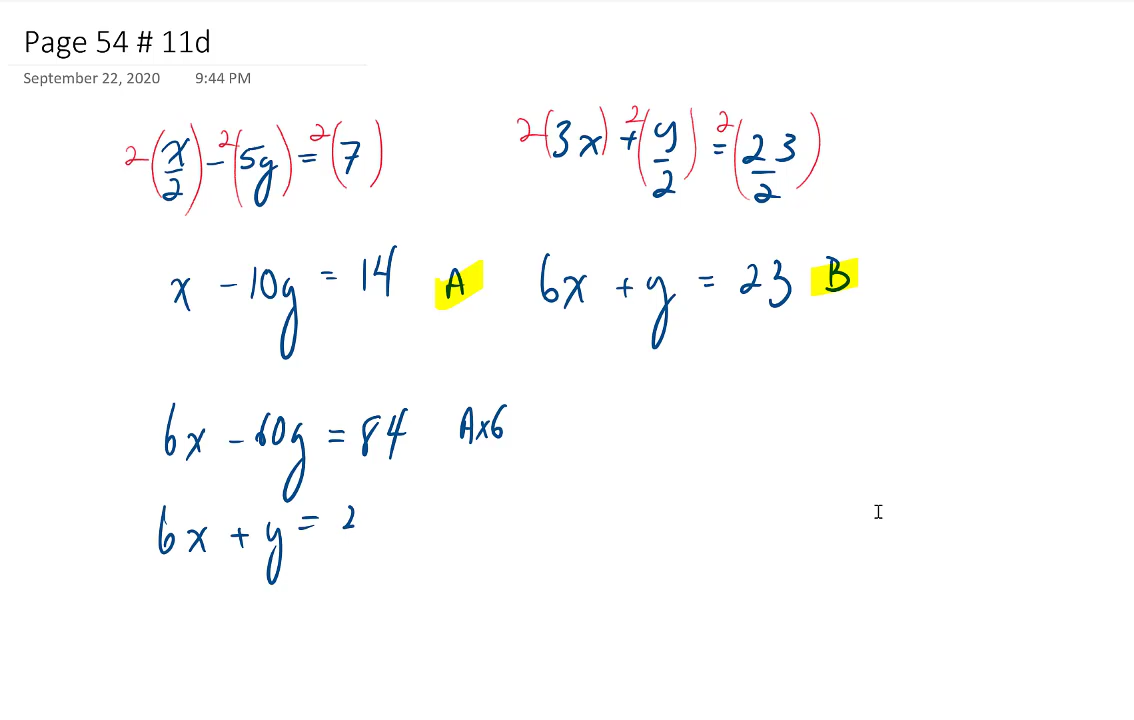 Page 54 # 11d
September 22, 2020 9:44 PM
2(x/2) - 2(5y) = 2(7) 2(3x) + 2(y/2) = 2(23/2)
x - 10y = 14 A 6x + y = 23 B
6x - 60y = 84 Ax6
6x + y = 2